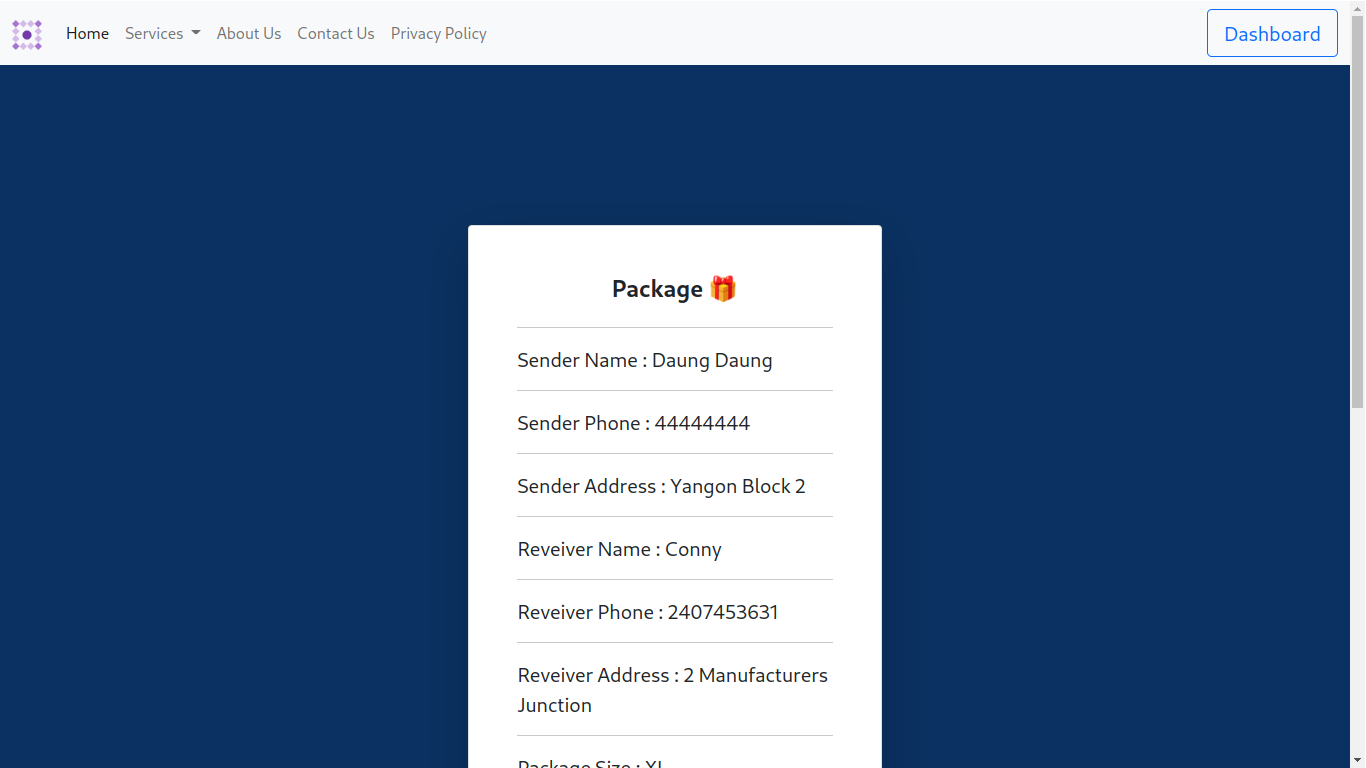 Home Services About Us Contact Us Privacy Policy Dashboard
Package 🎁
Sender Name : Daung Daung
Sender Phone : 44444444
Sender Address : Yangon Block 2
Reveiver Name : Conny
Reveiver Phone : 2407453631
Reveiver Address : 2 Manufacturers
Junction
Package Size : XL